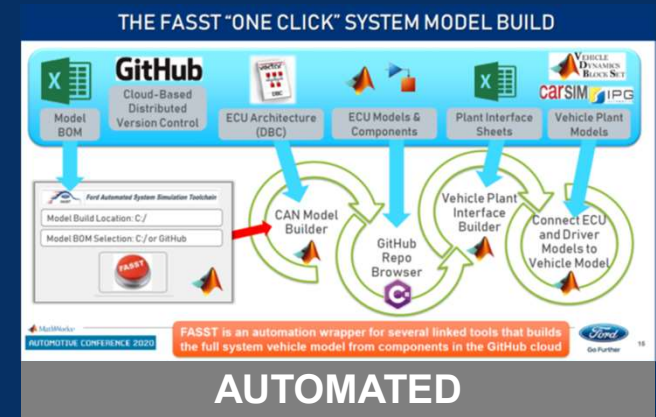 THE FASST “ONE CLICK” SYSTEM MODEL BUILD
Model
BOM
GitHub
Cloud-Based
Distributed
Version Control
vector
DBC
ECU Architecture
(DBC)
ECU Models &
Components
Plant Interface
Sheets
VEHICLE
DYNAMICS
BLOCK SET
CarSIM
IPG
Vehicle Plant
Models
Ford Automated System Simulation Toolchain
Model Build Location: C:/
Model BOM Selection: C:/ or GitHub
FASST
CAN Model
Builder
GitHub
Repo
Browser
Vehicle Plant
Interface
Builder
Connect ECU
and Driver
Models to
Vehicle Model
MathWorks
AUTOMOTIVE CONFERENCE 2020
FASST is an automation wrapper for several linked tools that builds
the full system vehicle model from components in the GitHub cloud
Ford
Go Further
16
AUTOMATED